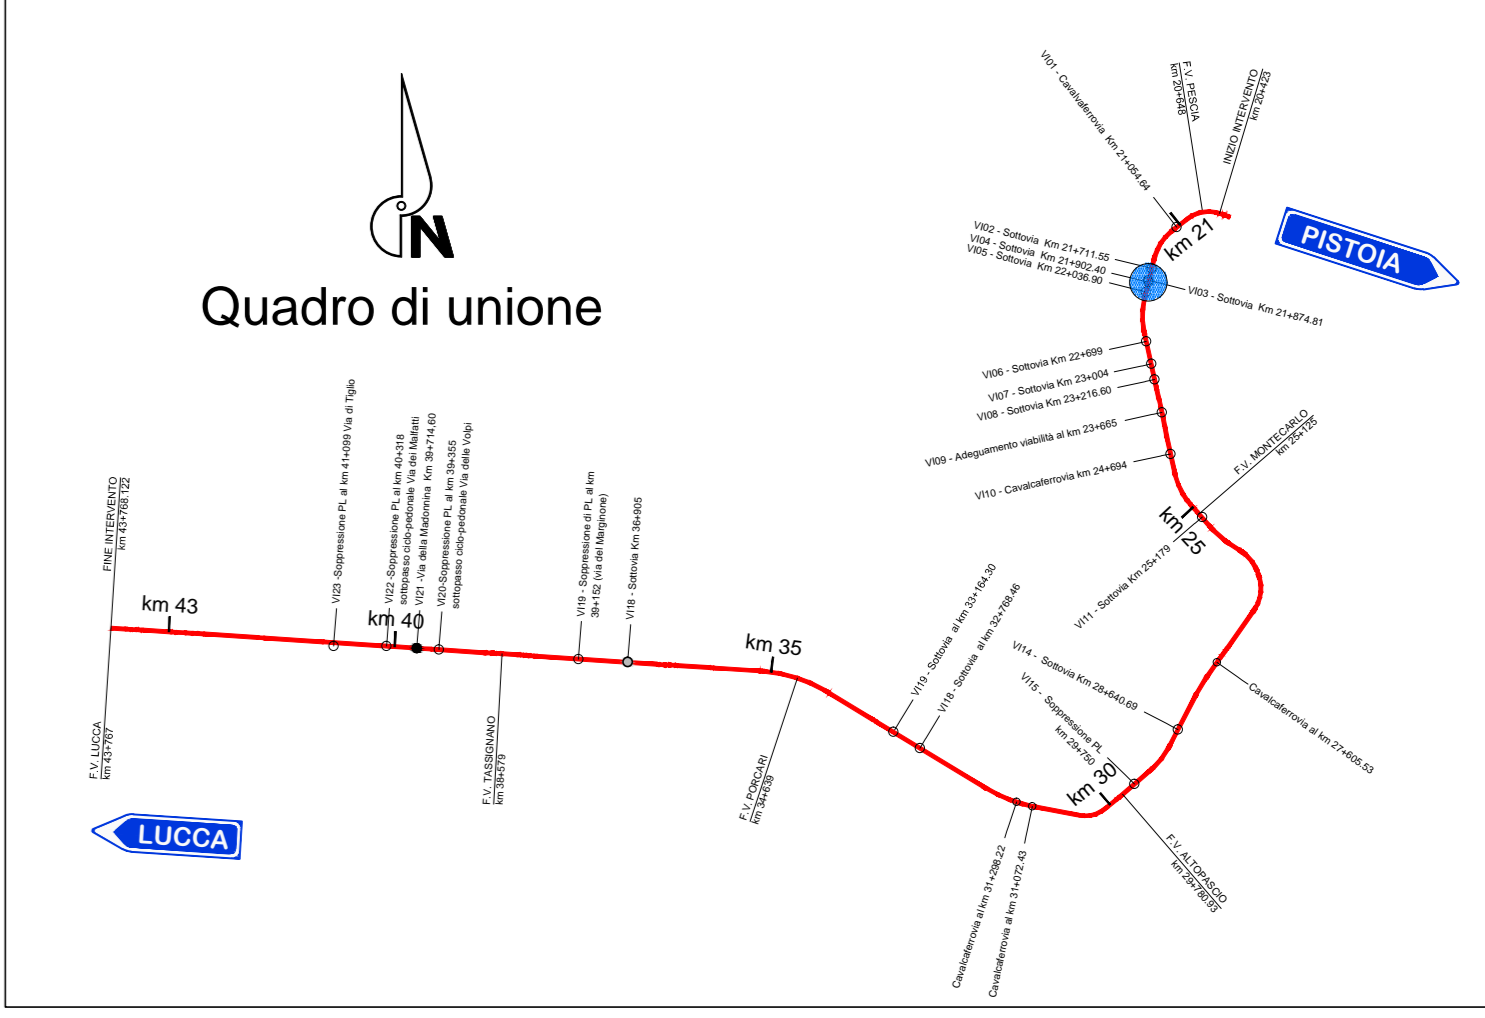 N
Quadro di unione
VI01 - Cavalvaferrovia Km 21+054.64
F.V. PESCIA
km 20+648
INIZIO INTERVENTO
km 20+423
km 21
PISTOIA
VI02 - Sottovia Km 21+711.55
VI04 - Sottovia Km 21+902.40
VI05 - Sottovia Km 22+036.90
VI03 - Sottovia Km 21+874.81
VI06 - Sottovia Km 22+699
VI07 - Sottovia Km 23+004
VI08 - Sottovia Km 23+216.60
VI09 - Adeguamento viabilità al km 23+665
VI10 - Cavalcaferrovia km 24+694
F.V. MONTECARLO
km 25+125
km 25
VI11 - Sottovia Km 25+179
Cavalcaferrovia al km 27+605.53
VI14 - Sottovia Km 28+640.69
VI15 - Soppressione PL
km 29+750
km 30
F.V. ALTOPASCIO
km 29+780.93
Cavalcaferrovia al km 31+072.43
Cavalcaferrovia al km 31+298.22
VI18 - Sottovia al km 32+768.46
VI19 - Sottovia al km 33+164.30
F.V. PORCARI
km 34+639
km 35
VI18 - Sottovia Km 36+905
VI19 - Soppressione di PL al km
39+152 (via del Marginone)
F.V. TASSIGNANO
km 38+579
VI20-Soppressione PL al km 39+355
sottopasso ciclo-pedonale Via delle Volpi
VI21 -Via della Madonnina Km 39+714,60
VI22 -Soppressione PL al km 40+318
sottopasso ciclo-pedonale Via dei Malfatti
km 40
VI23 -Soppressione PL al km 41+099 Via di Tiglio
km 43
FINE INTERVENTO
km 43+768.122
F.V. LUCCA
km 43+767
LUCCA